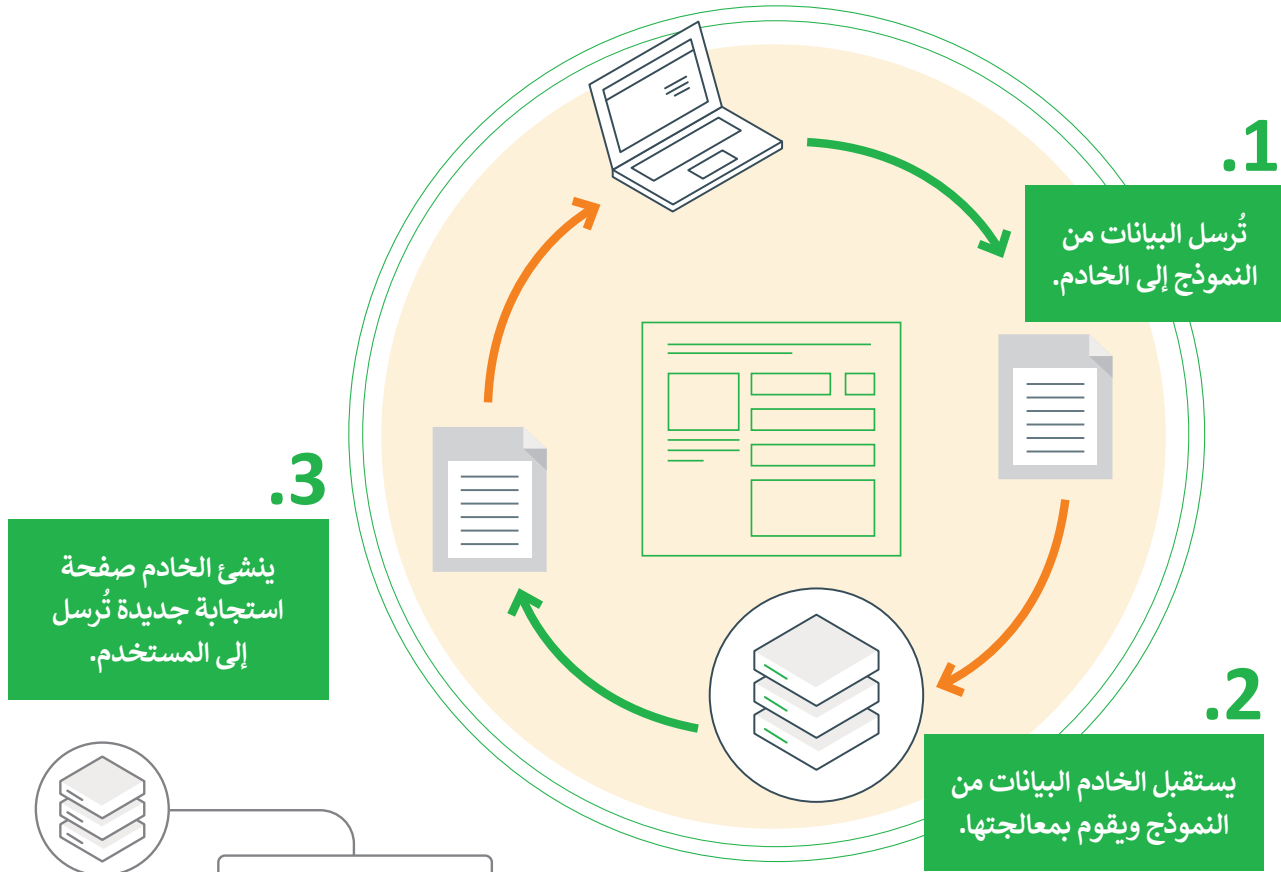 1.
تُرسل البيانات من
النموذج إلى الخادم.
2.
يستقبل الخادم البيانات من
النموذج ويقوم بمعالجتها.
3.
ينشئ الخادم صفحة
استجابة جديدة تُرسل
إلى المستخدم.